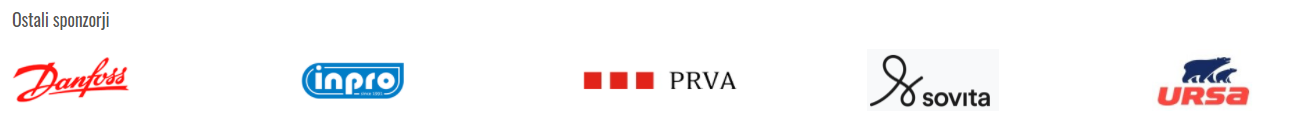 Ostali sponzorji
Danfoss
inpro
since 1991
PRVA
sovita
URSA